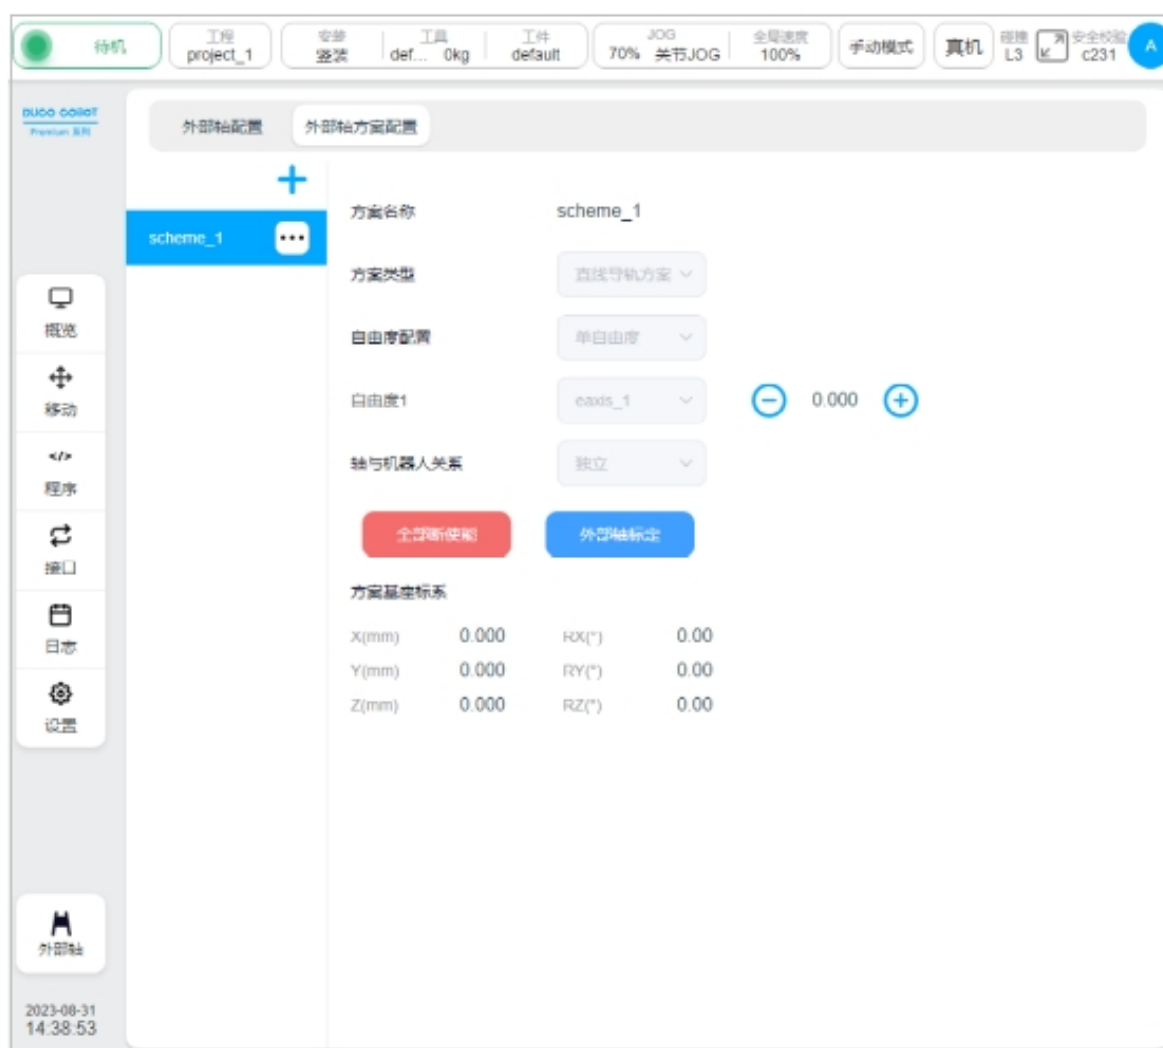 待机
工程
project_1
安装
竖装
工具
def... 0kg
工件
default
JOG
70% 关节JOG
全局速度
100%
手动模式
真机
碰撞
L3
安全校验
c231
A
DUCO COBOT
Premium 系列
外部轴配置
外部轴方案配置
scheme_1
方案名称 scheme_1
方案类型 直线导轨方案
自由度配置 单自由度
自由度1 eaxis_1 0.000
轴与机器人关系 独立
全部断使能 外部轴标定
方案基座标系
X(mm) 0.000 RX(°) 0.00
Y(mm) 0.000 RY(°) 0.00
Z(mm) 0.000 RZ(°) 0.00
概览
移动
程序
接口
日志
设置
外部轴
2023-08-31
14:38:53